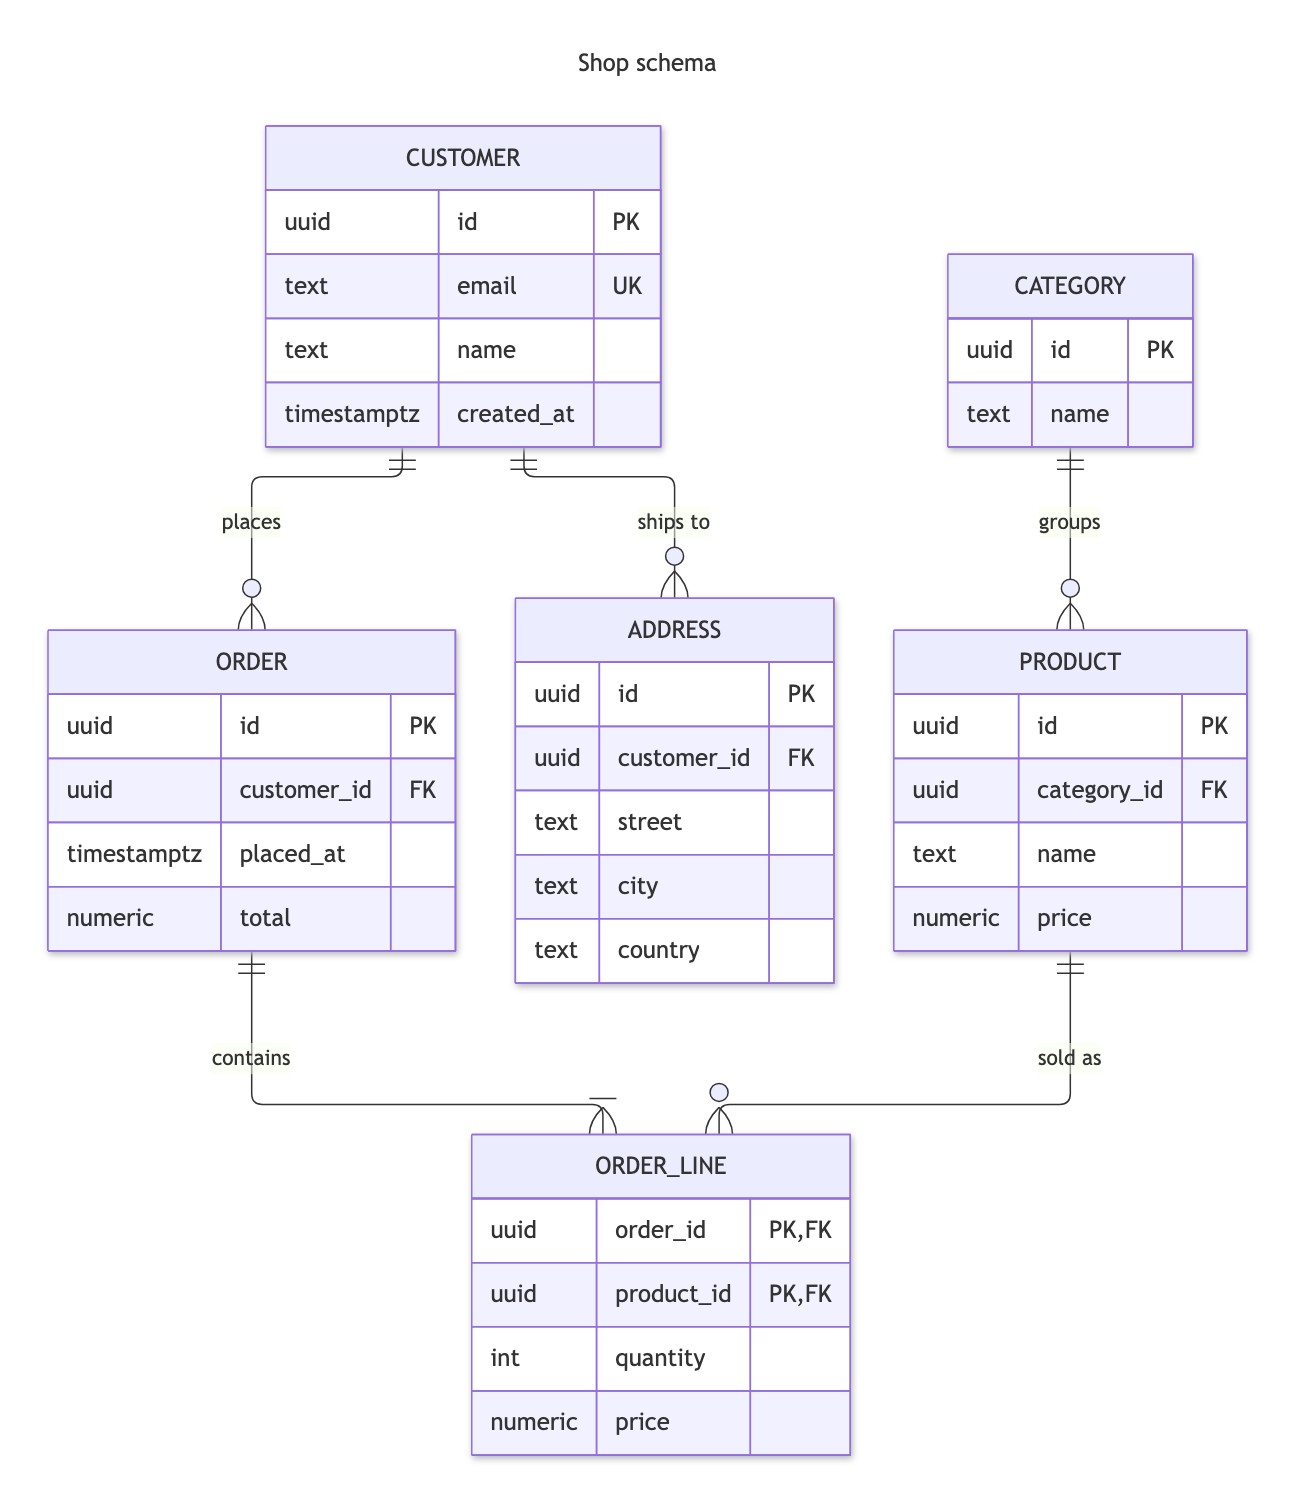 Shop schema
CUSTOMER
uuid id PK
text email UK
text name
timestamptz created_at
CATEGORY
uuid id PK
text name
places
ships to
groups
ORDER
uuid id PK
uuid customer_id FK
timestamptz placed_at
numeric total
ADDRESS
uuid id PK
uuid customer_id FK
text street
text city
text country
PRODUCT
uuid id PK
uuid category_id FK
text name
numeric price
contains
sold as
ORDER_LINE
uuid order_id PK,FK
uuid product_id PK,FK
int quantity
numeric price